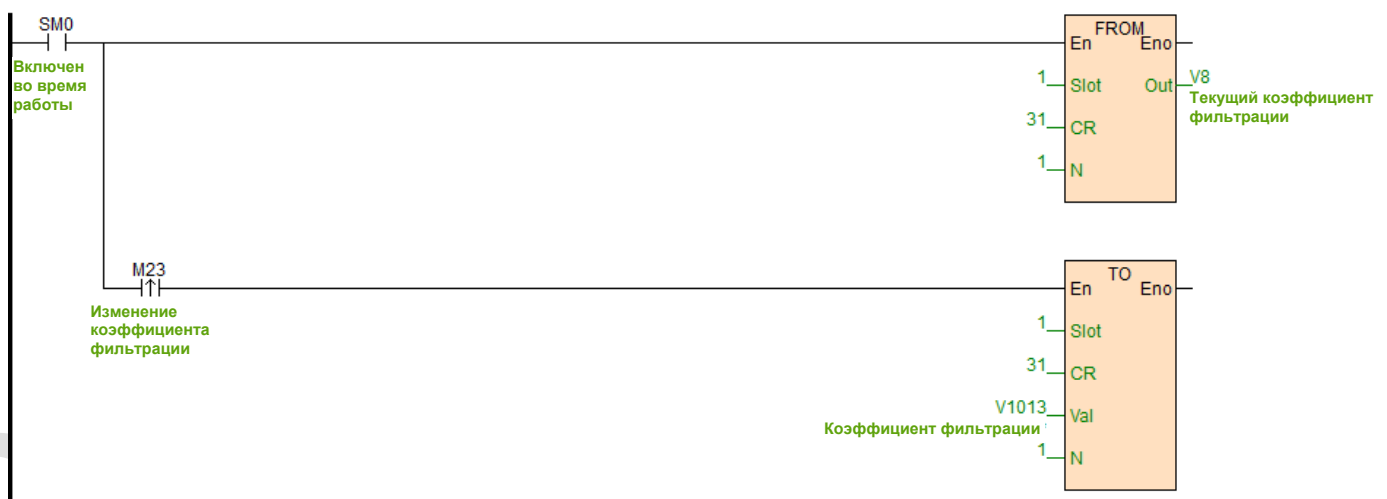 SM0
Включен
во время
работы
FROM
En Eno
1 Slot Out V8
Текущий коэффициент
фильтрации
31 CR
1 N
M23
Изменение
коэффициента
фильтрации
TO
En Eno
1 Slot
31 CR
V1013 Val
Коэффициент фильтрации
1 N